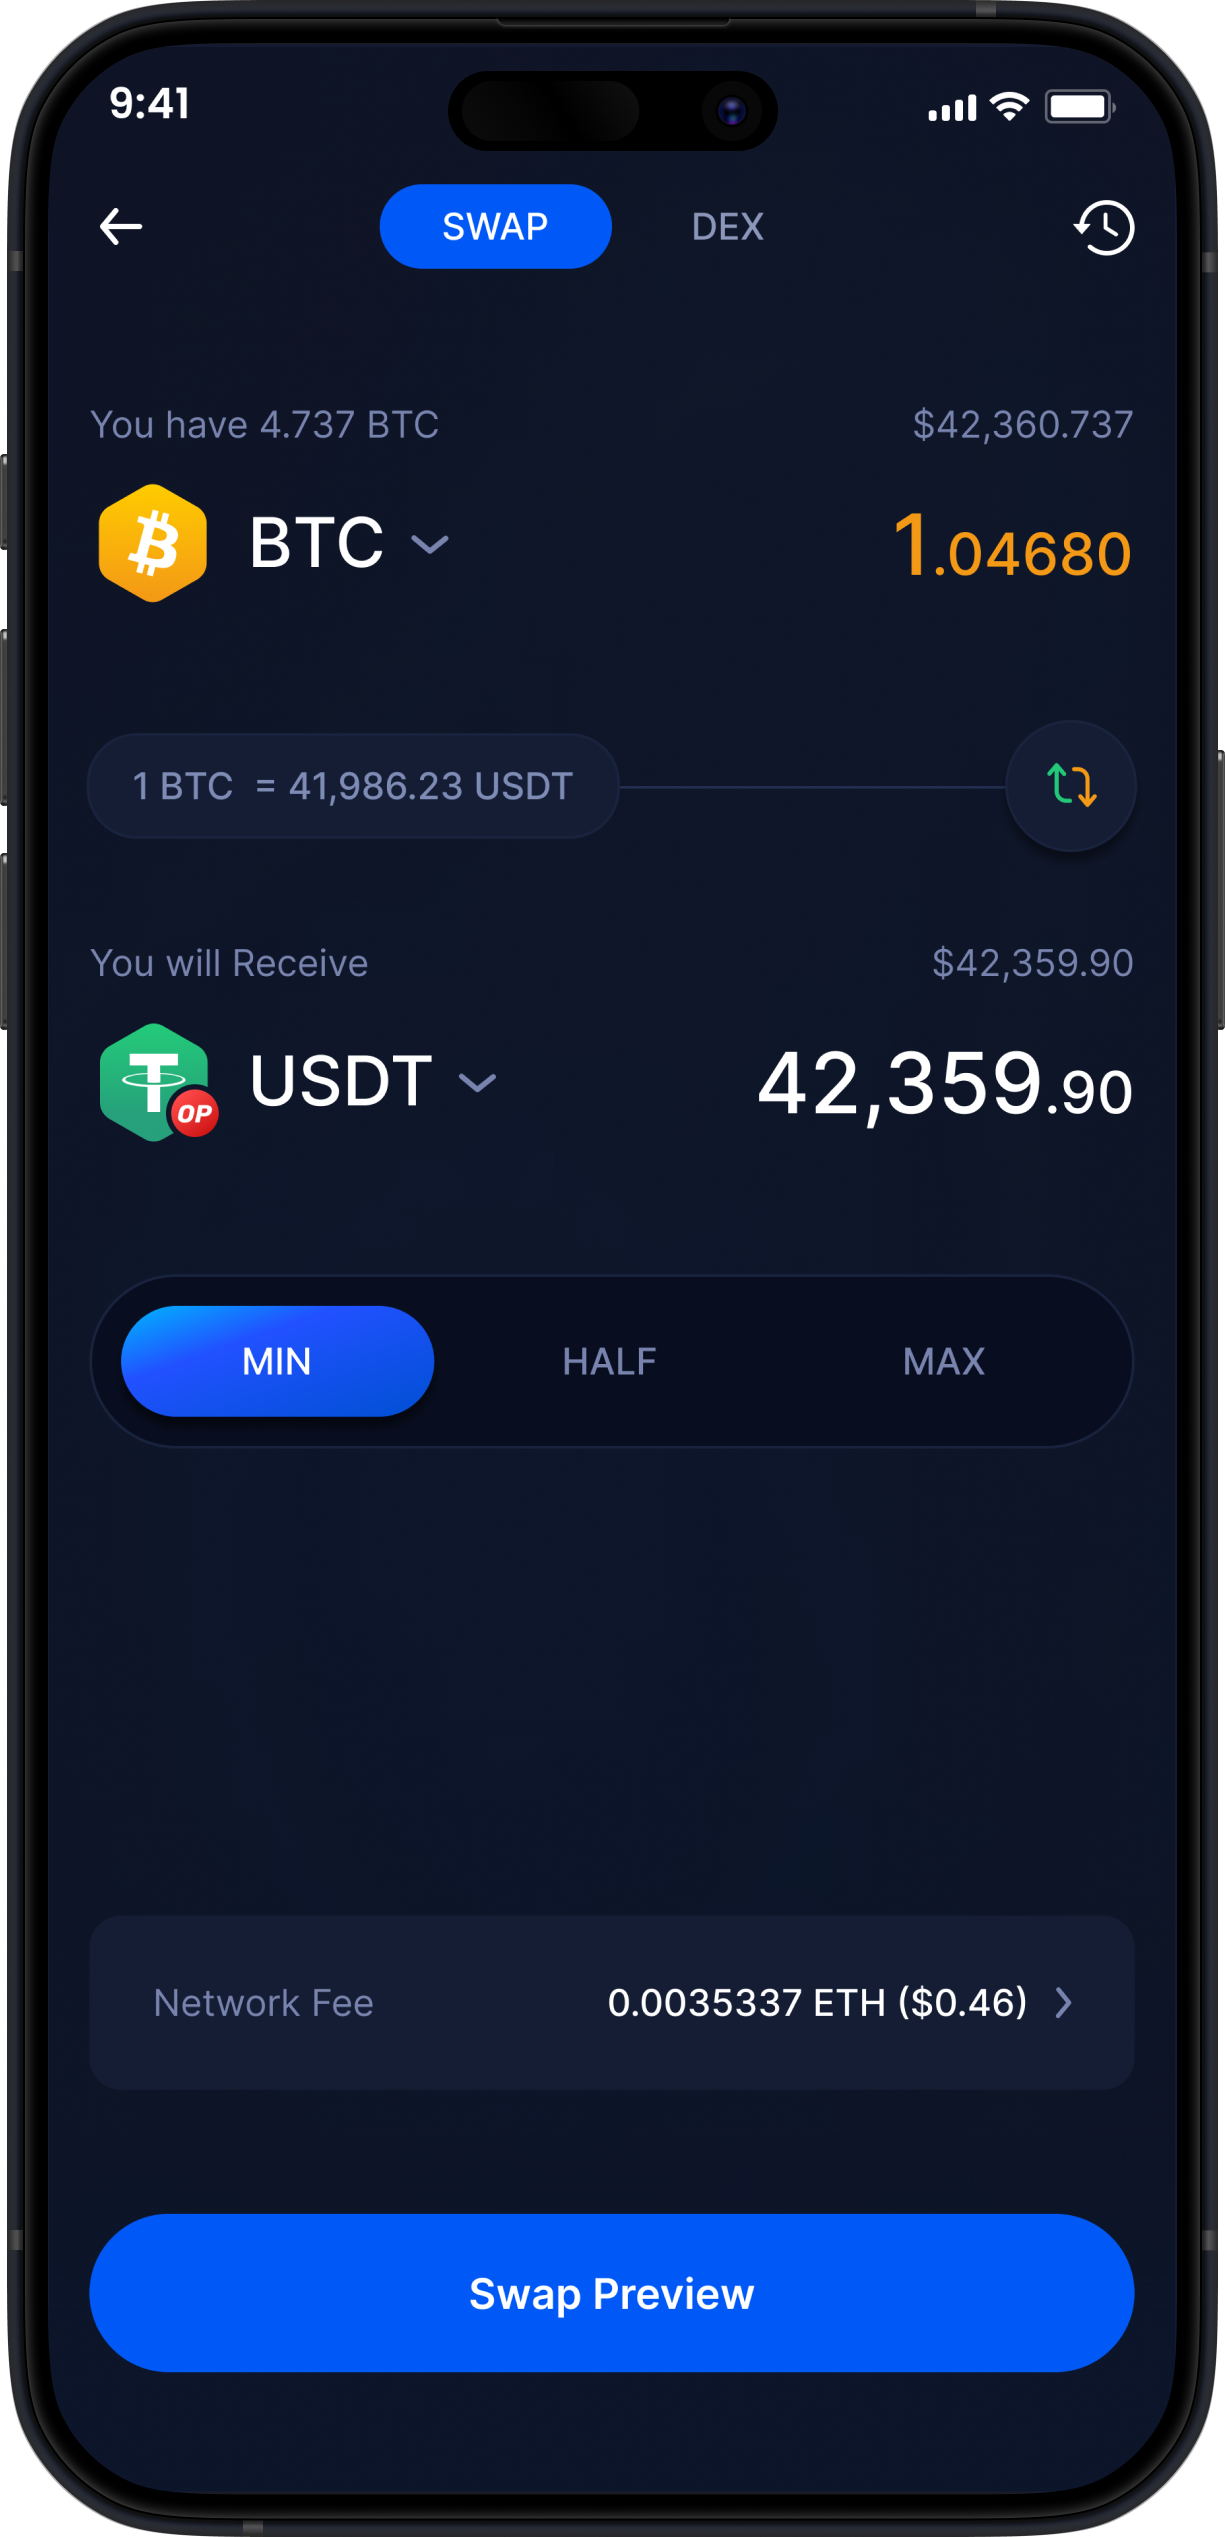 9:41
SWAP DEX
You have 4.737 BTC $42,360.737
BTC 1.04680
1 BTC = 41,986.23 USDT
You will Receive $42,359.90
USDT 42,359.90
OP
MIN HALF MAX
Network Fee 0.0035337 ETH ($0.46)
Swap Preview